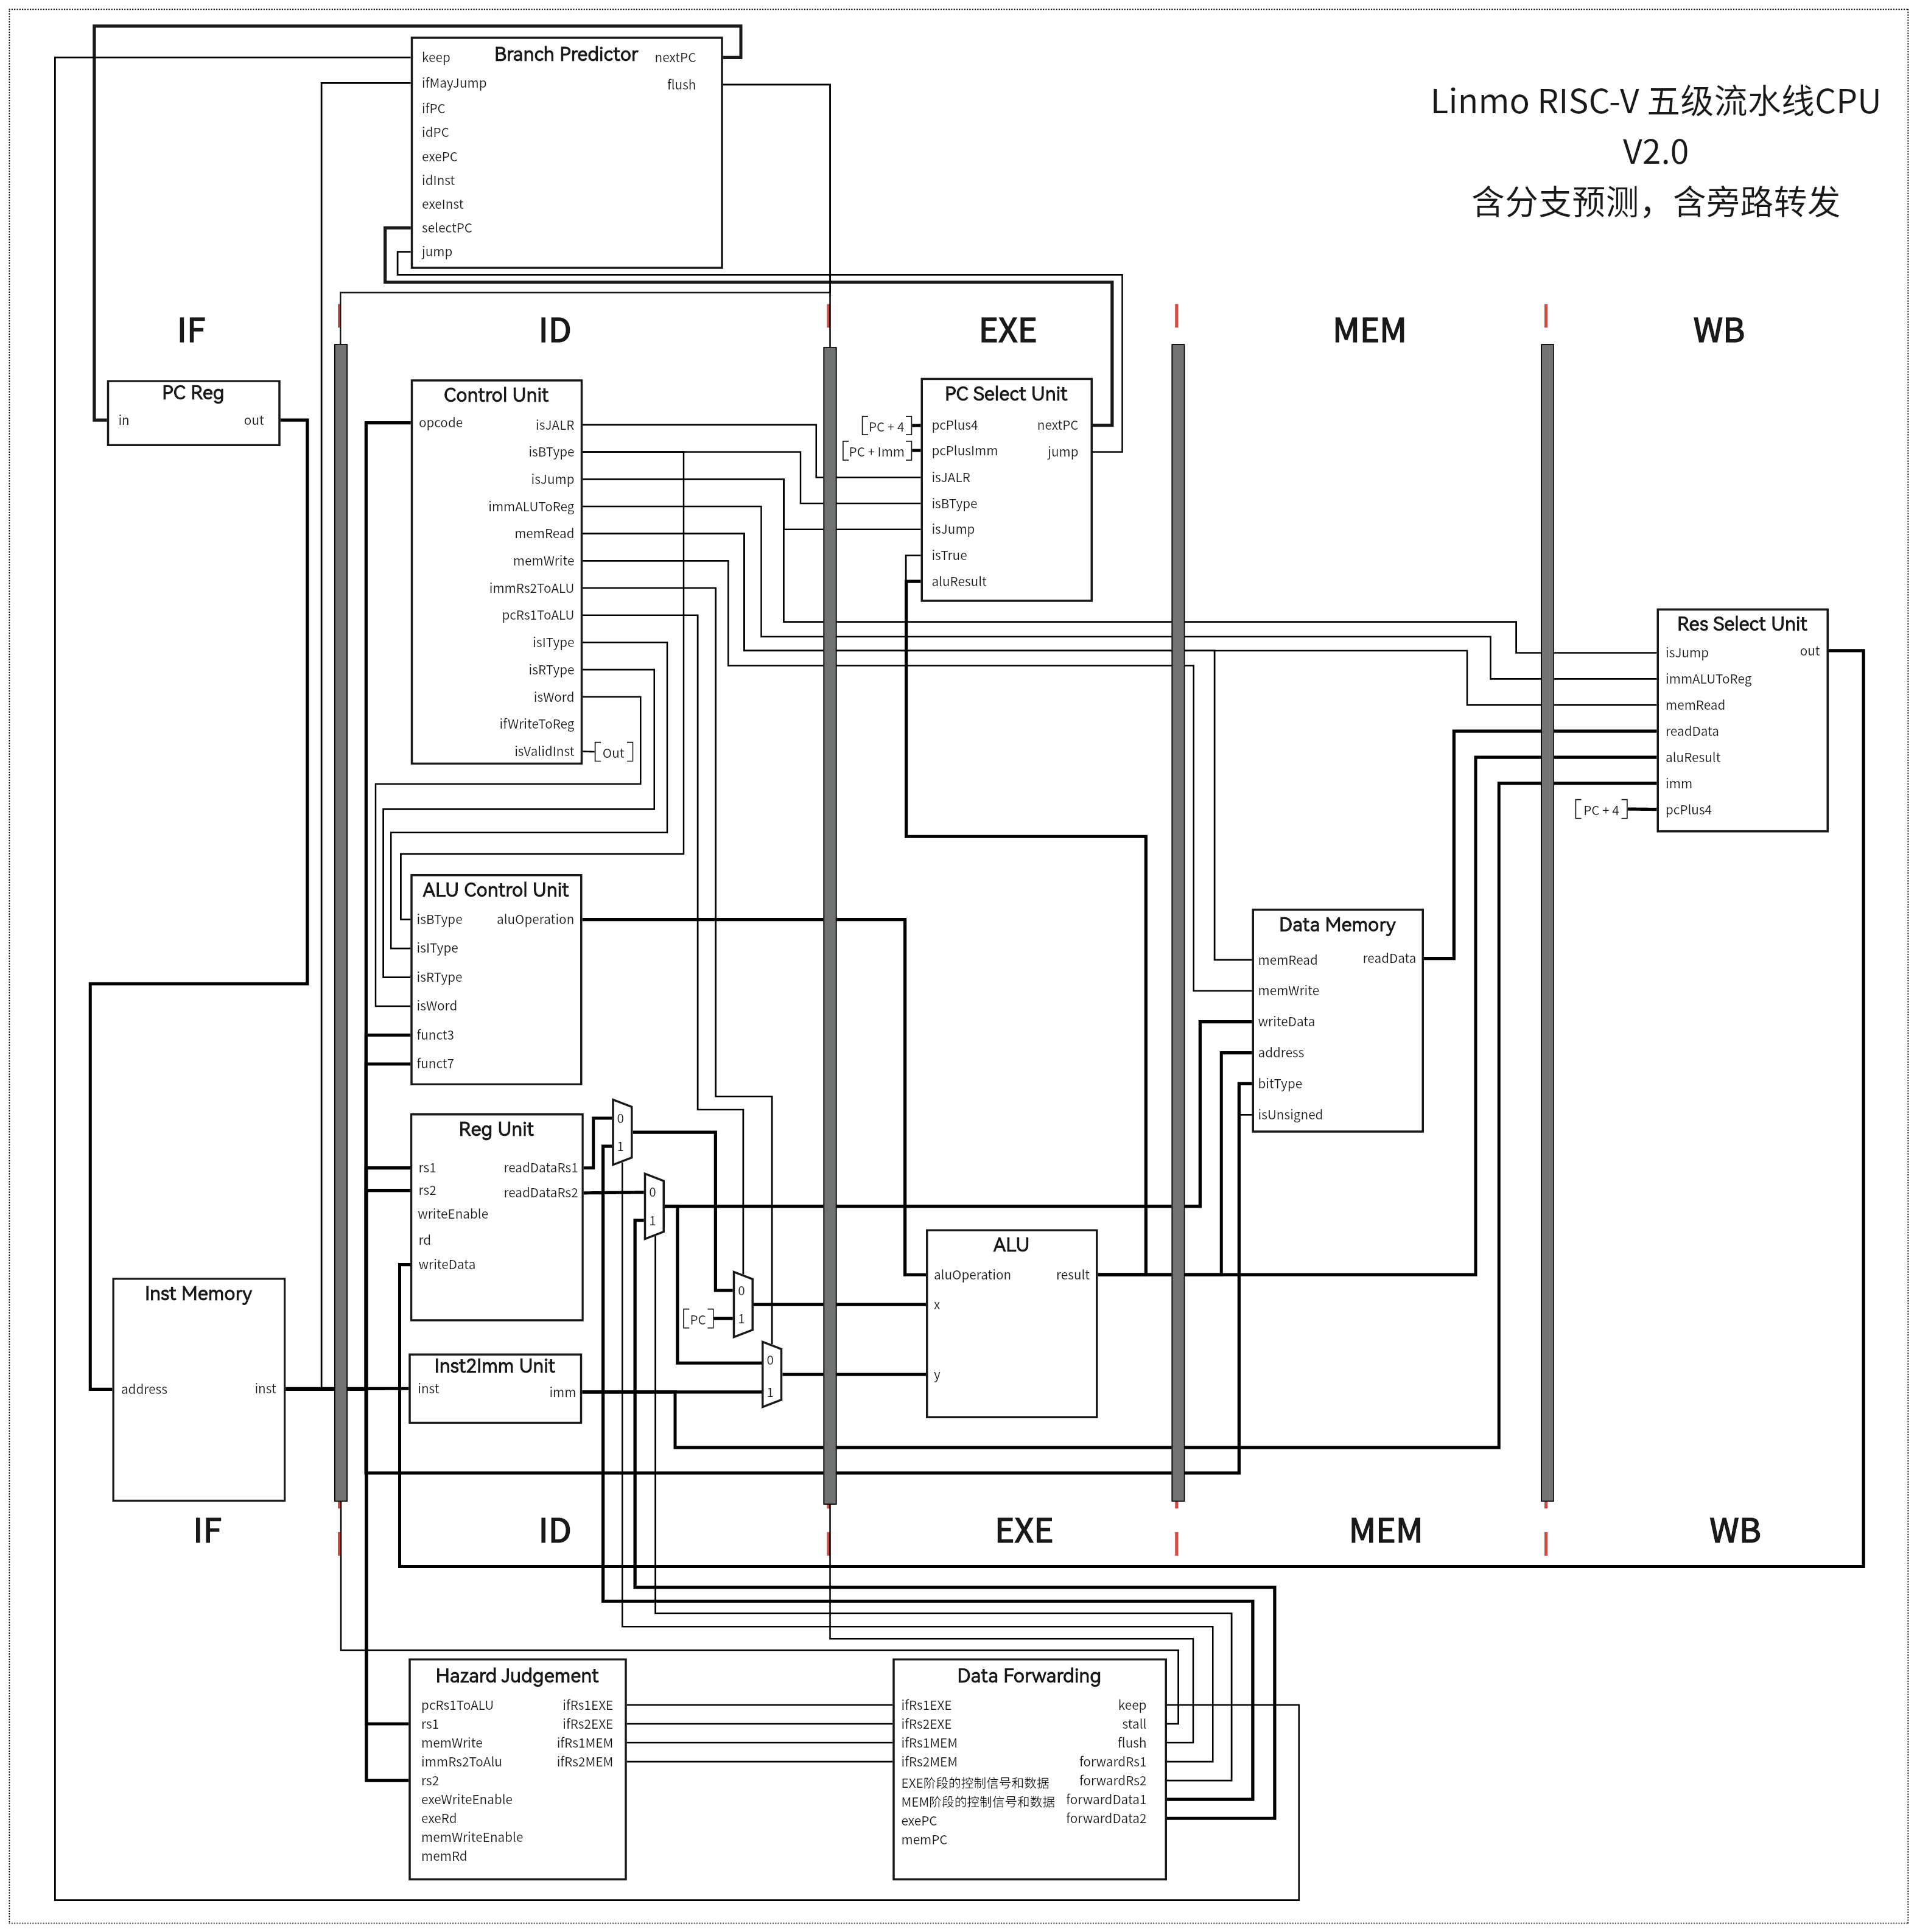 Branch Predictor
keep
nextPC
ifMayJump
flush
ifPC
idPC
exePC
idInst
exeInst
selectPC
jump
Linmo RISC-V 五级流水线CPU
V2.0
含分支预测，含旁路转发
IF
ID
EXE
MEM
WB
PC Reg
in
out
Control Unit
opcode
isJALR
isBType
isJump
immALUToReg
memRead
memWrite
immRs2ToALU
pcRs1ToALU
isIType
isRType
isWord
ifWriteToReg
isValidInst
Out
PC Select Unit
PC + 4
pcPlus4
nextPC
PC + Imm
pcPlusImm
jump
isJALR
isBType
isJump
isTrue
aluResult
Res Select Unit
isJump
out
immALUToReg
memRead
readData
aluResult
imm
PC + 4
pcPlus4
ALU Control Unit
isBType
aluOperation
isIType
isRType
isWord
funct3
funct7
Data Memory
memRead
readData
memWrite
writeData
address
bitType
isUnsigned
Reg Unit
rs1
readDataRs1
rs2
readDataRs2
writeEnable
rd
writeData
0
1
0
1
0
PC
1
0
1
ALU
aluOperation
result
x
y
Inst Memory
address
inst
Inst2Imm Unit
inst
imm
IF
ID
EXE
MEM
WB
Hazard Judgement
pcRs1ToALU
ifRs1EXE
rs1
ifRs2EXE
memWrite
ifRs1MEM
immRs2ToAlu
ifRs2MEM
rs2
exeWriteEnable
exeRd
memWriteEnable
memRd
Data Forwarding
ifRs1EXE
keep
ifRs2EXE
stall
ifRs1MEM
flush
ifRs2MEM
forwardRs1
EXE阶段的控制信号和数据
forwardRs2
MEM阶段的控制信号和数据
forwardData1
exePC
forwardData2
memPC